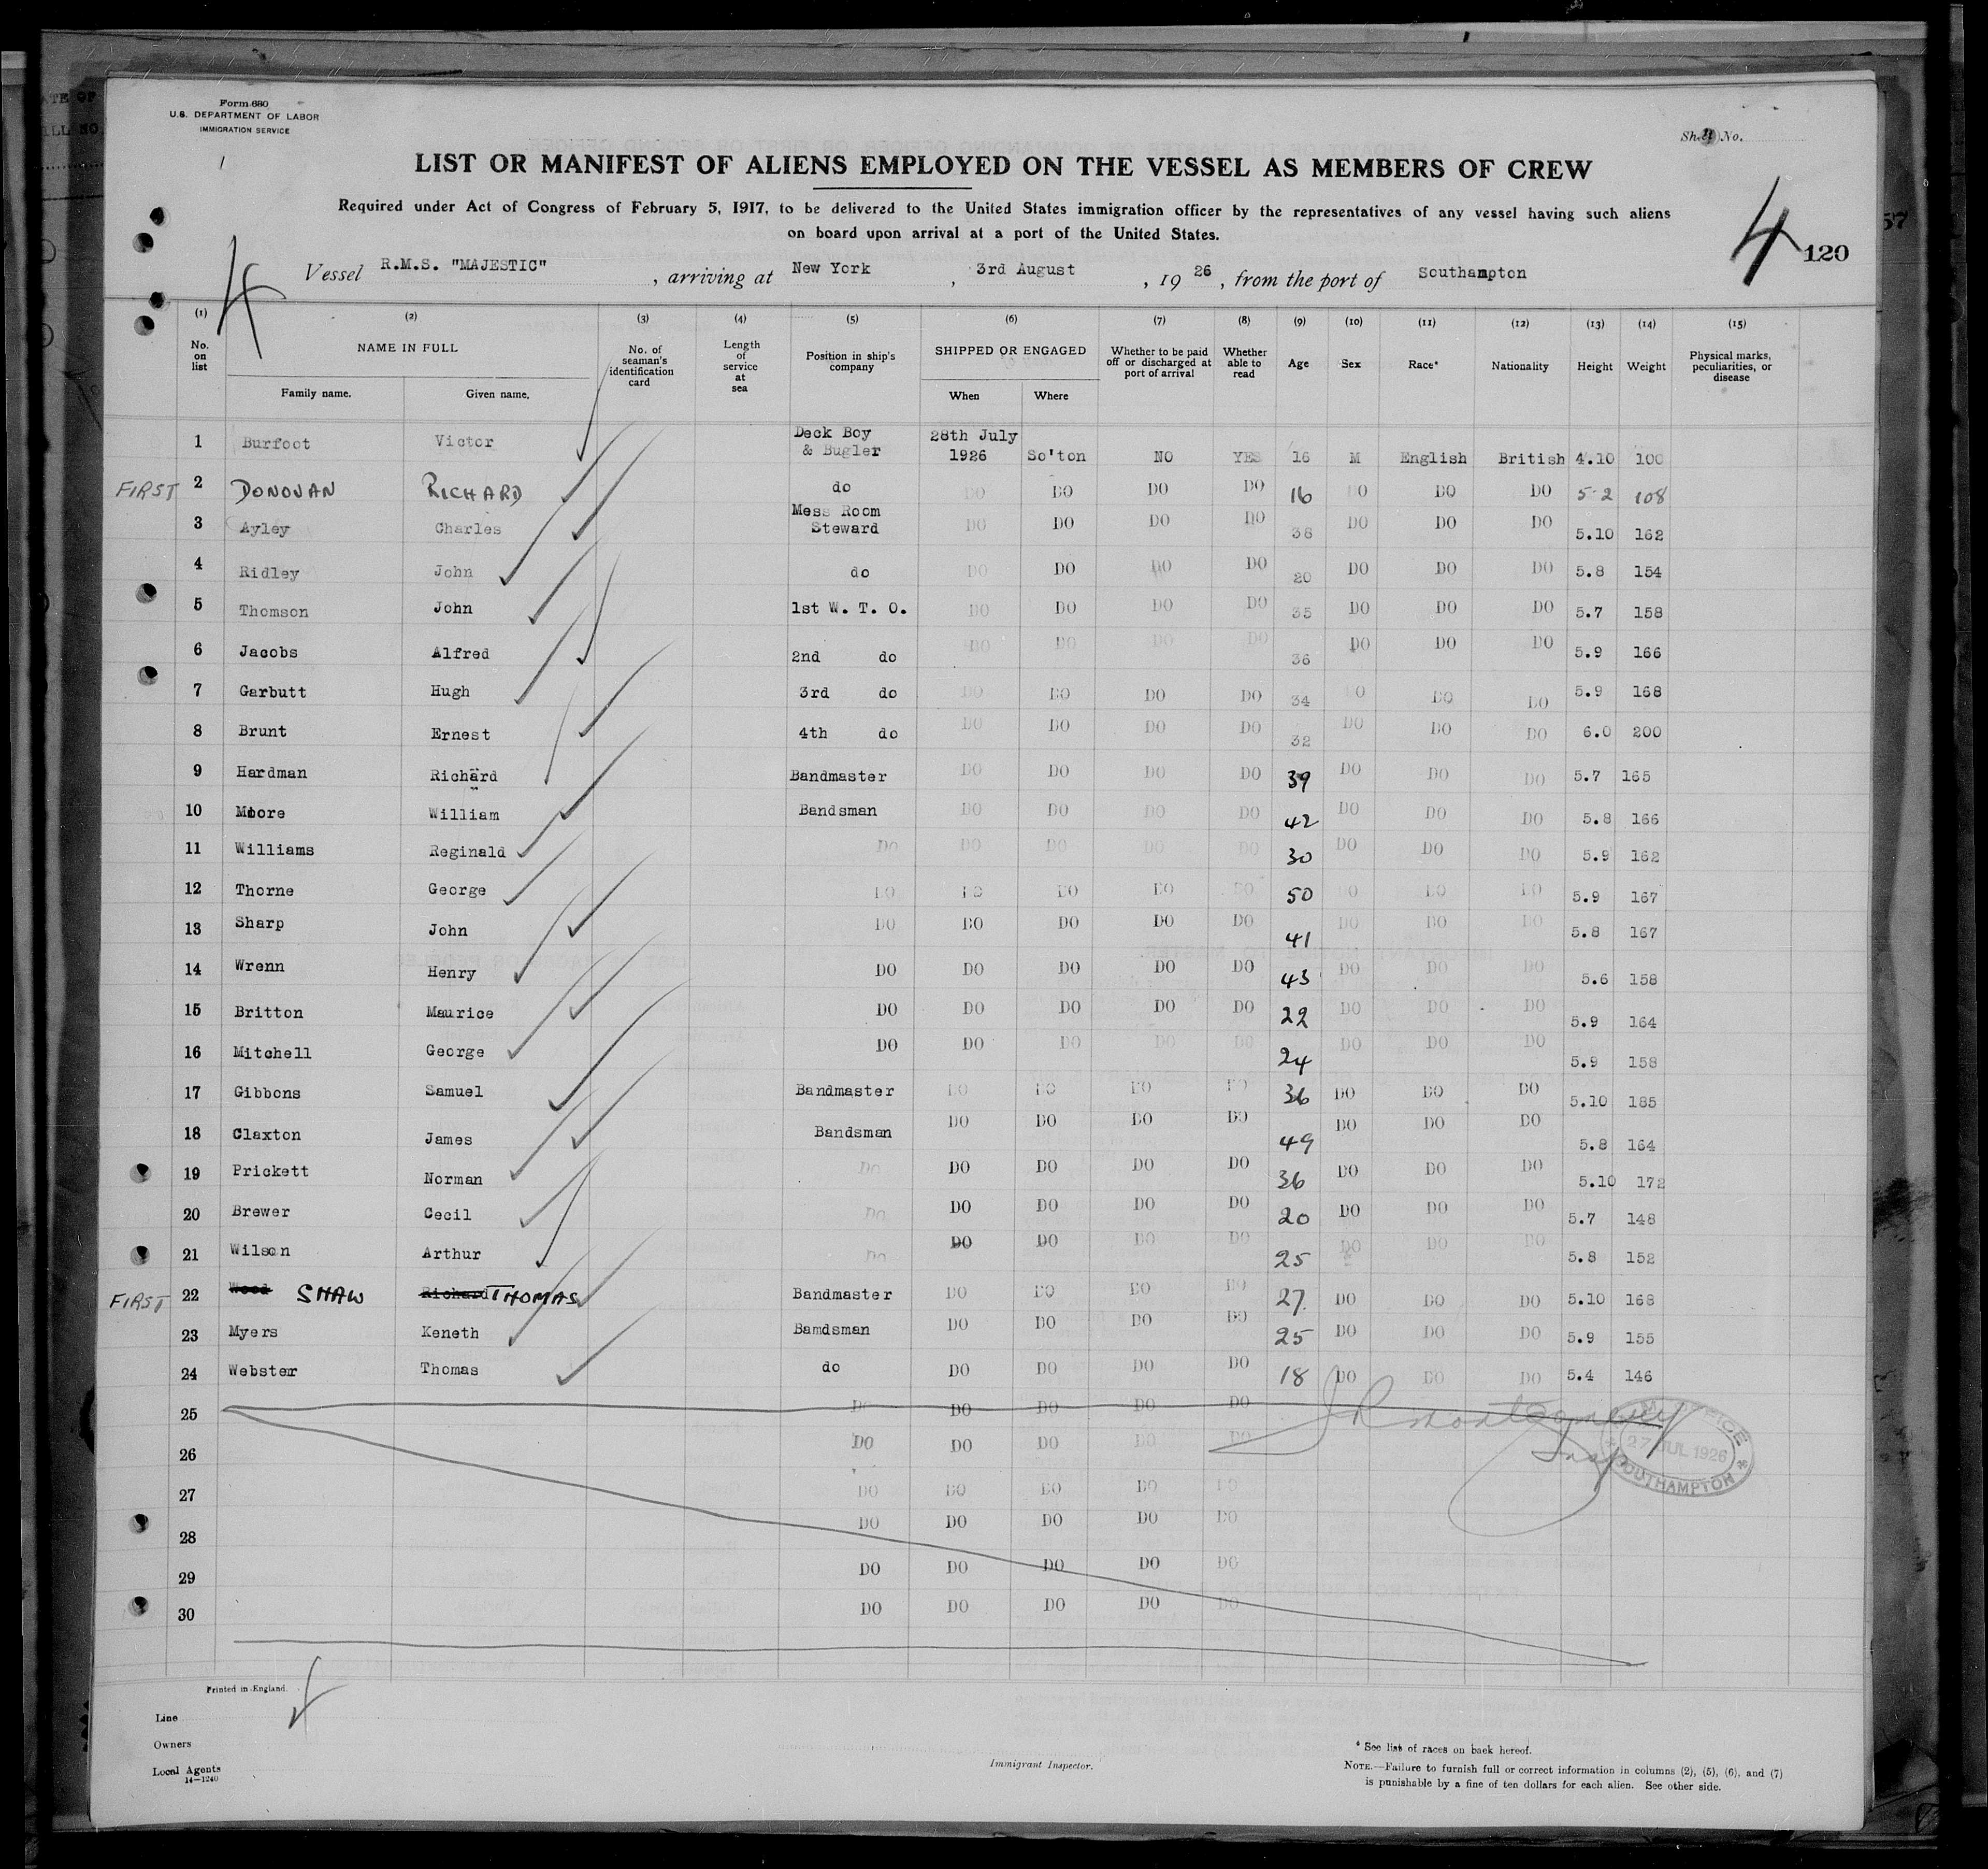 Form 680
U.S. DEPARTMENT OF LABOR
IMMIGRATION SERVICE
Sheet No.
LIST OR MANIFEST OF ALIENS EMPLOYED ON THE VESSEL AS MEMBERS OF CREW
Required under Act of Congress of February 5, 1917, to be delivered to the United States immigration officer by the representatives of any vessel having such aliens
on board upon arrival at a port of the United States.
4 120
Vessel R.M.S. "MAJESTIC", arriving at New York, 3rd August, 1926, from the port of Southampton
(1) (2) (3) (4) (5) (6) (7) (8) (9) (10) (11) (12) (13) (14) (15)
No. on list NAME IN FULL Family name. Given name. No. of seaman's identification card Length of service at sea Position in ship's company SHIPPED OR ENGAGED When Where Whether to be paid off or discharged at port of arrival Whether able to read Age Sex Race* Nationality Height Weight Physical marks, peculiarities, or disease
1 Burfoot Victor Deck Boy & Bugler 28th July 1926 So'ton NO YES 16 M English British 4.10 100
FIRST 2 DONOVAN RICHARD do DO DO DO DO 16 DO DO DO 5 2 108
3 Ayley Charles Mess Room Steward DO DO DO DO 38 DO DO DO 5.10 162
4 Ridley John do DO DO DO DO 20 DO DO DO 5.8 154
5 Thomson John 1st W. T. O. DO DO DO DO 35 DO DO DO 5.7 158
6 Jacobs Alfred 2nd do DO DO DO DO 36 DO DO DO 5.9 166
7 Garbutt Hugh 3rd do DO DO DO DO 34 DO DO DO 5.9 168
8 Brunt Ernest 4th do DO DO DO DO 32 DO DO DO 6.0 200
9 Hardman Richard Bandmaster DO DO DO DO 39 DO DO DO 5.7 165
10 Moore William Bandsman DO DO DO DO 42 DO DO DO 5.8 166
11 Williams Reginald DO DO DO DO DO 30 DO DO DO 5.9 162
12 Thorne George DO DO DO DO DO 50 DO DO DO 5.9 167
13 Sharp John DO DO DO DO DO 41 DO DO DO 5.8 167
14 Wrenn Henry DO DO DO DO DO 43 DO DO DO 5.6 158
15 Britton Maurice DO DO DO DO DO 22 DO DO DO 5.9 164
16 Mitchell George DO DO DO DO DO 24 DO DO DO 5.9 158
17 Gibbons Samuel Bandmaster DO DO DO DO 36 DO DO DO 5.10 185
18 Claxton James Bandsman DO DO DO DO 49 DO DO DO 5.8 164
19 Prickett Norman DO DO DO DO DO 36 DO DO DO 5.10 172
20 Brewer Cecil DO DO DO DO DO 20 DO DO DO 5.7 148
21 Wilson Arthur DO DO DO DO DO 25 DO DO DO 5.8 152
FIRST 22 Wood SHAW Richard THOMAS Bandmaster DO DO DO DO 27. DO DO DO 5.10 168
23 Myers Keneth Bamdsman DO DO DO DO 25 DO DO DO 5.9 155
24 Webster Thomas do DO DO DO DO 18 DO DO DO 5.4 146
25 DO DO DO DO DO
26 DO DO DO DO DO
27 DO DO DO DO DO
28 DO DO DO DO DO
29 DO DO DO DO DO
30 DO DO DO DO DO
27 JUL 1926
SOUTHAMPTON
Printed in England.
Line
Owners
Local Agents
14—1240
Immigrant Inspector.
* See list of races on back hereof.
NOTE.—Failure to furnish full or correct information in columns (2), (5), (6), and (7)
is punishable by a fine of ten dollars for each alien. See other side.